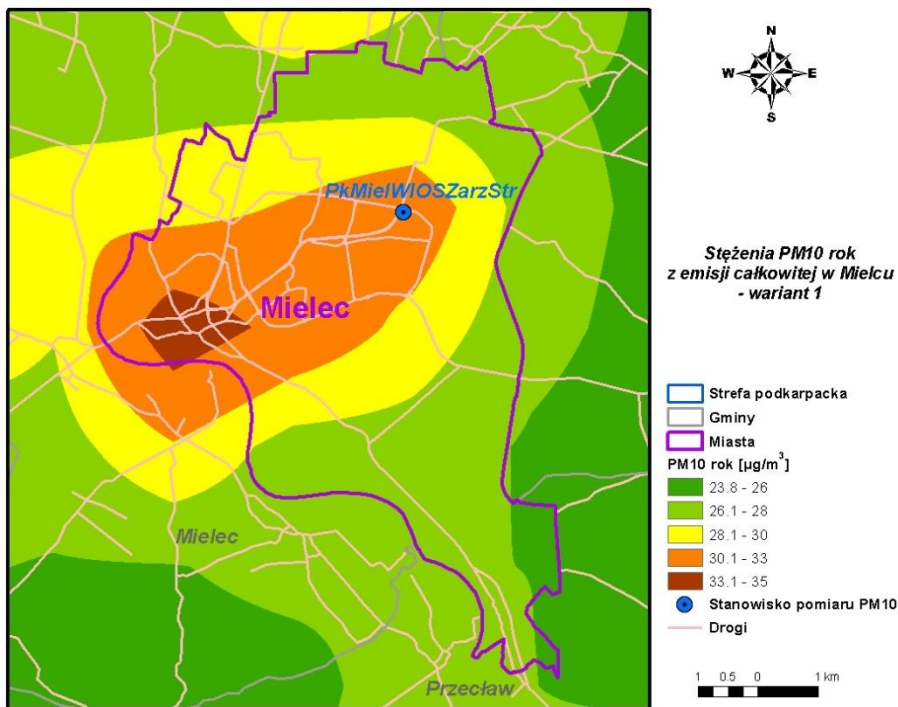 PkMielWIOSZarzStr
Mielec
Mielec
Przecław
N
W E
S
Stężenia PM10 rok
z emisji całkowitej w Mielcu
- wariant 1
Strefa podkarpacka
Gminy
Miasta
PM10 rok [µg/m³]
23.8 - 26
26.1 - 28
28.1 - 30
30.1 - 33
33.1 - 35
Stanowisko pomiaru PM10
Drogi
1 0.5 0 1 km